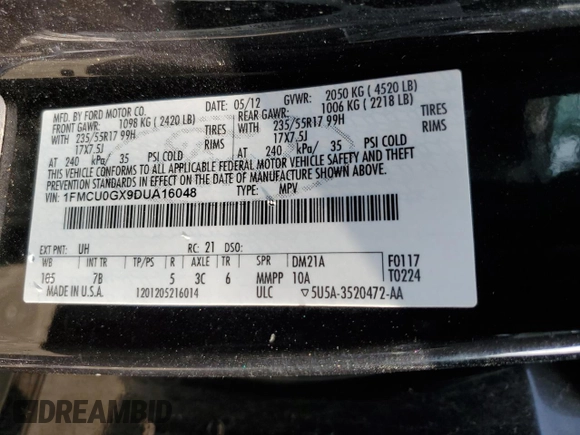 MFD. BY FORD MOTOR CO.
DATE: 05/12
GVWR: 2050 KG ( 4520 LB)
FRONT GAWR: 1098 KG ( 2420 LB)
REAR GAWR: 1006 KG ( 2218 LB)
WITH 235/55R17 99H TIRES
WITH 235/55R17 99H TIRES
17X7.5J RIMS
17X7.5J RIMS
AT 240 kPa/ 35 PSI COLD
AT 240 kPa/ 35 PSI COLD
THIS VEHICLE CONFORMS TO ALL APPLICABLE FEDERAL MOTOR VEHICLE SAFETY AND BUMPER
STANDARDS IN EFFECT ON THE DATE OF MANUFACTURE SHOWN ABOVE.
VIN: 1FMCU0GX9DUA16048
TYPE: MPV
EXT PNT: UH RC: 21 DSO:
WB INT TR TP/PS R AXLE TR SPR DM21A F0117
105 7B 5 3C 6 MMPP 10A T0224
MADE IN U.S.A. 1201205216014 ULC ▽5U5A-3520472-AA
DREAMBID